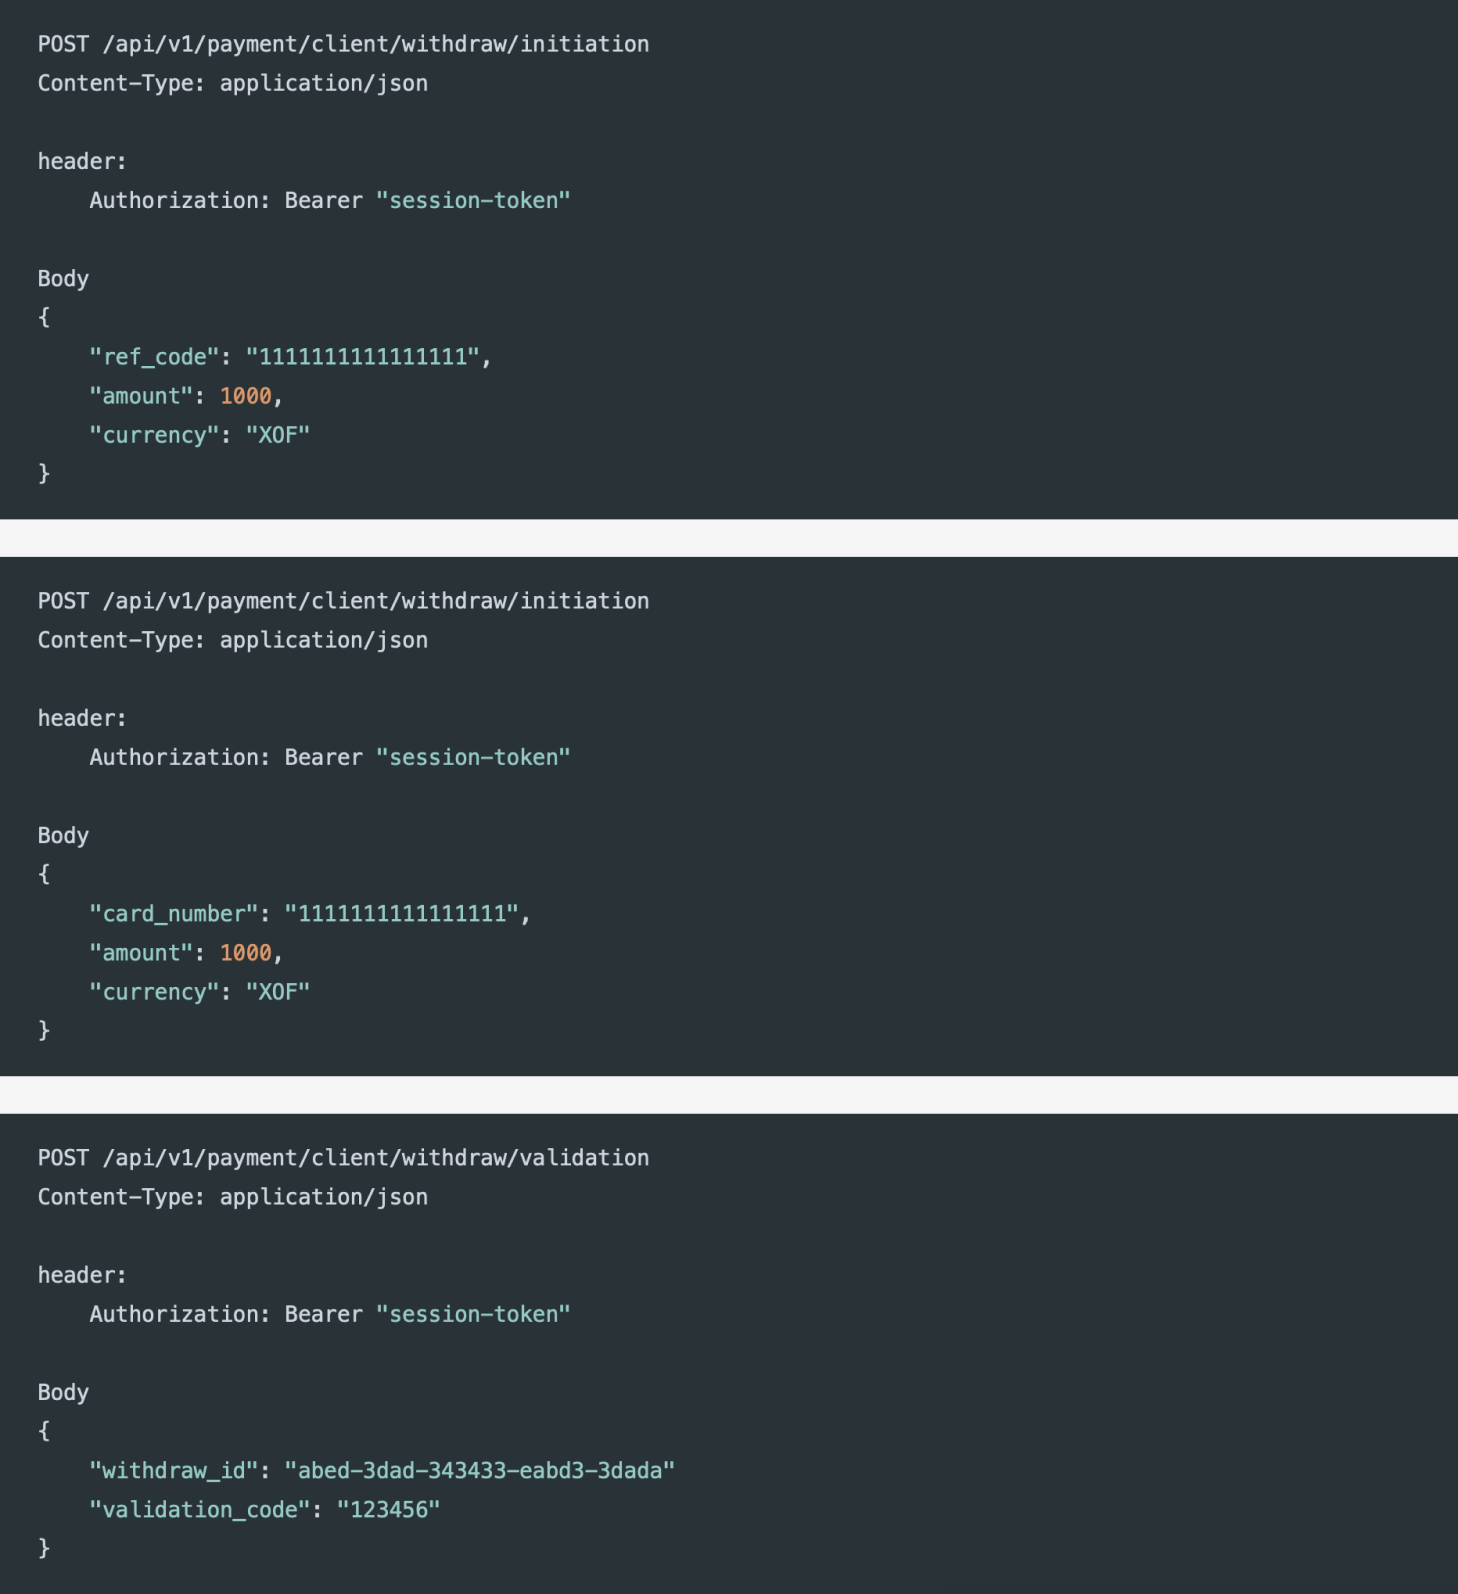 POST /api/v1/payment/client/withdraw/initiation
Content-Type: application/json
header:
Authorization: Bearer "session-token"
Body
{
"ref_code": "1111111111111111",
"amount": 1000,
"currency": "XOF"
}
POST /api/v1/payment/client/withdraw/initiation
Content-Type: application/json
header:
Authorization: Bearer "session-token"
Body
{
"card_number": "1111111111111111",
"amount": 1000,
"currency": "XOF"
}
POST /api/v1/payment/client/withdraw/validation
Content-Type: application/json
header:
Authorization: Bearer "session-token"
Body
{
"withdraw_id": "abed-3dad-343433-eabd3-3dada"
"validation_code": "123456"
}